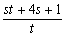 st + 4s + 1
t